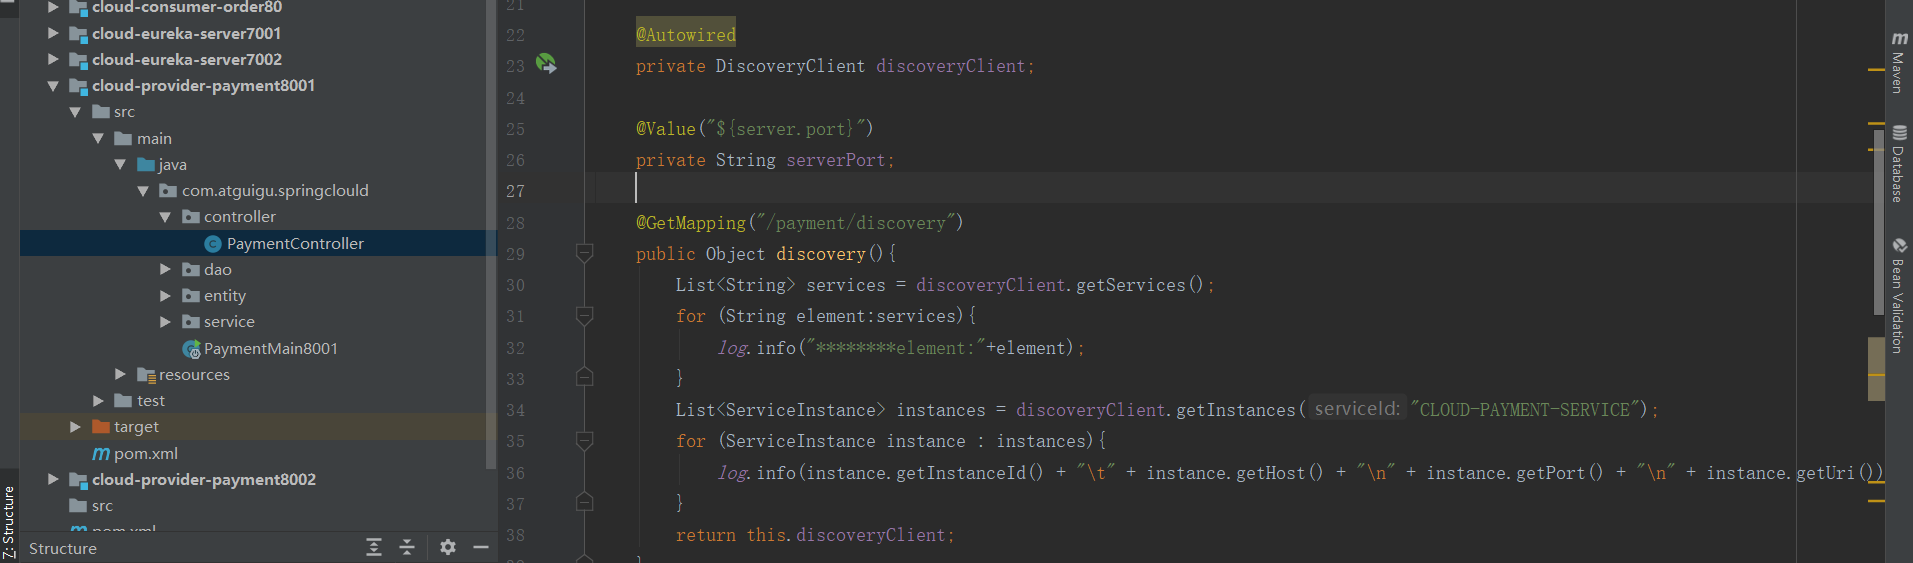 cloud-consumer-order80
cloud-eureka-server7001
cloud-eureka-server7002
cloud-provider-payment8001
src
main
java
com.atguigu.springclould
controller
PaymentController
dao
entity
service
PaymentMain8001
resources
test
target
pom.xml
cloud-provider-payment8002
src
pom.xml
Structure
Z: Structure
21
22 @Autowired
23 private DiscoveryClient discoveryClient;
24
25 @Value("${server.port}")
26 private String serverPort;
27
28 @GetMapping("/payment/discovery")
29 public Object discovery(){
30 List<String> services = discoveryClient.getServices();
31 for (String element:services){
32 log.info("********element:"+element);
33 }
34 List<ServiceInstance> instances = discoveryClient.getInstances( serviceId: "CLOUD-PAYMENT-SERVICE");
35 for (ServiceInstance instance : instances){
36 log.info(instance.getInstanceId() + "\t" + instance.getHost() + "\n" + instance.getPort() + "\n" + instance.getUri())
37 }
38 return this.discoveryClient;
Maven
Database
Bean Validation